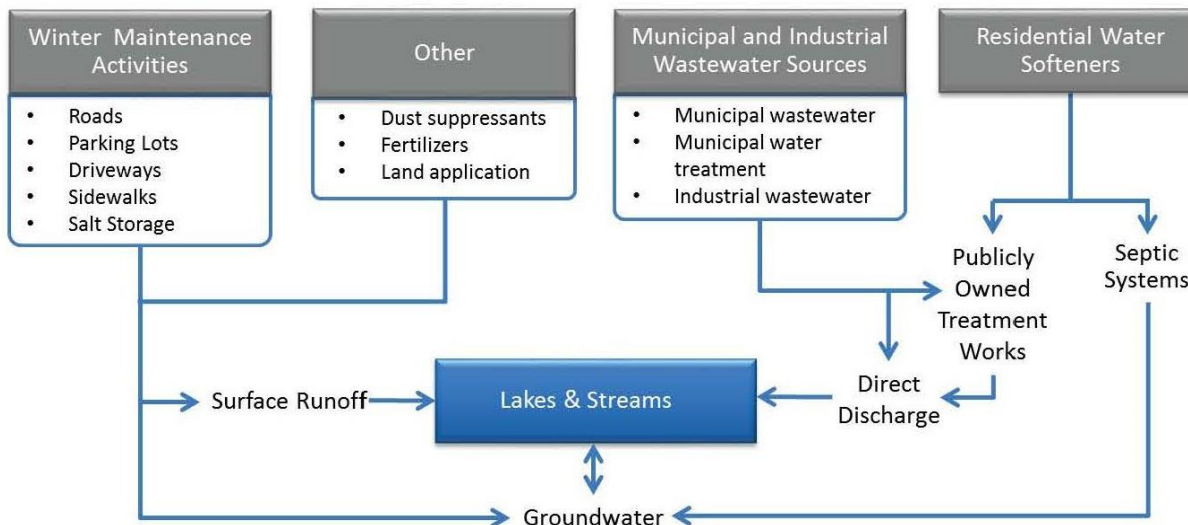 Winter Maintenance
Activities
• Roads
• Parking Lots
• Driveways
• Sidewalks
• Salt Storage
Other
• Dust suppressants
• Fertilizers
• Land application
Municipal and Industrial
Wastewater Sources
• Municipal wastewater
• Municipal water
treatment
• Industrial wastewater
Residential Water
Softeners
Publicly
Owned
Treatment
Works
Septic
Systems
Surface Runoff
Lakes & Streams
Direct
Discharge
Groundwater